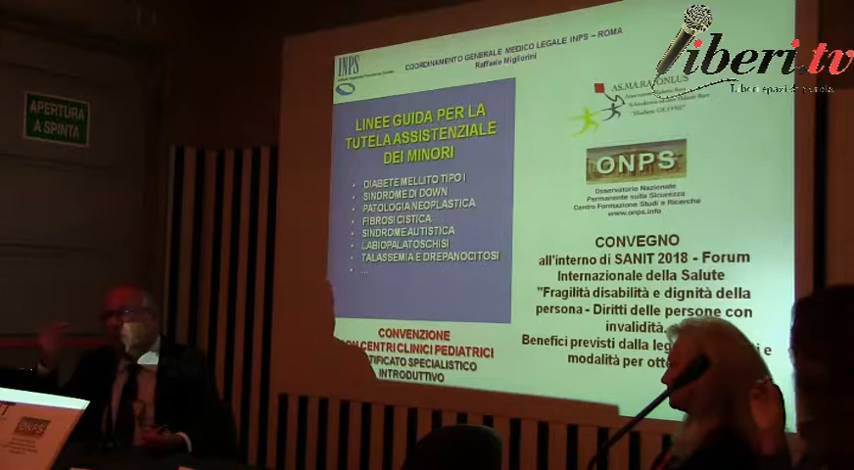 liberi.tv
APERTURA
A SPINTA
INPS
COORDINAMENTO GENERALE MEDICO LEGALE INPS – ROMA
Raffaele Migliorini
LINEE GUIDA PER LA
TUTELA ASSISTENZIALE
DEI MINORI
• DIABETE MELLITO TIPO I
• SINDROME DI DOWN
• PATOLOGIA NEOPLASTICA
• FIBROSI CISTICA
• SINDROME AUTISTICA
• LABIOPALATOSCHISI
• TALASSEMIA E DREPANOCITOSI
• ...
CONVENZIONE
CON CENTRI CLINICI PEDIATRICI
INTRODUTTIVO
AS.MA.RA ONLUS
ONPS
Osservatorio Nazionale
Permanente sulla Sicurezza
Centro Formazione Studi e Ricerche
www.onps.info
CONVEGNO
all'interno di SANIT 2018 - Forum
Internazionale della Salute
"Fragilità disabilità e dignità della
persona - Diritti delle persone con
invalidità.
Benefici previsti dalla
modalità per
ONPS